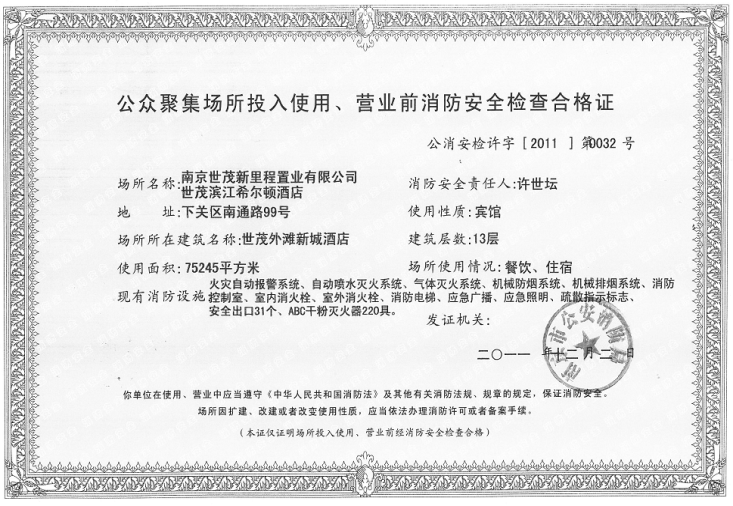 公众聚集场所投入使用、营业前消防安全检查合格证
公消安检许字［2011 ］第0032 号
场所名称:南京世茂新里程置业有限公司
世茂滨江希尔顿酒店
消防安全责任人:许世坛
地 址:下关区南通路99号
使用性质:宾馆
场所所在建筑名称:世茂外滩新城酒店
建筑层数:13层
使用面积:75245平方米
场所使用情况:餐饮、住宿
现有消防设施:火灾自动报警系统、自动喷水灭火系统、气体灭火系统、机械防烟系统、机械排烟系统、消防
控制室、室内消火栓、室外消火栓、消防电梯、应急广播、应急照明、疏散指示标志、
安全出口31个、ABC干粉灭火器220具。
发证机关:
市公安消防局
二〇一一 年十二月二日
你单位在使用、营业中应当遵守《中华人民共和国消防法》及其他有关消防法规、规章的规定，保证消防安全。
场所因扩建、改建或者改变使用性质，应当依法办理消防许可或者备案手续。
（本证仅证明场所投入使用、营业前经消防安全检查合格）